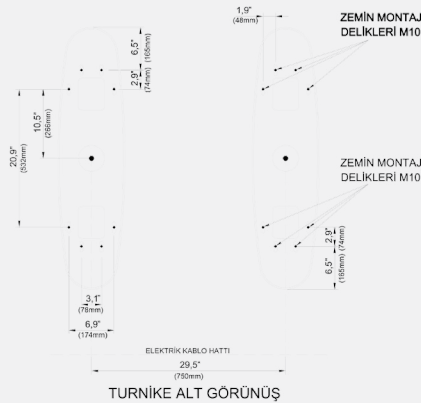 1,9"
(48mm)
ZEMİN MONTAJ
DELİKLERİ M10
6,5"
(165mm)
2,9"
(74mm)
10,5"
(266mm)
20,9"
(532mm)
ZEMİN MONTAJ
DELİKLERİ M10
2,9"
(74mm)
6,5"
(165mm)
3,1"
(78mm)
6,9"
(174mm)
ELEKTRİK KABLO HATTI
29,5"
(750mm)
TURNİKE ALT GÖRÜNÜŞ